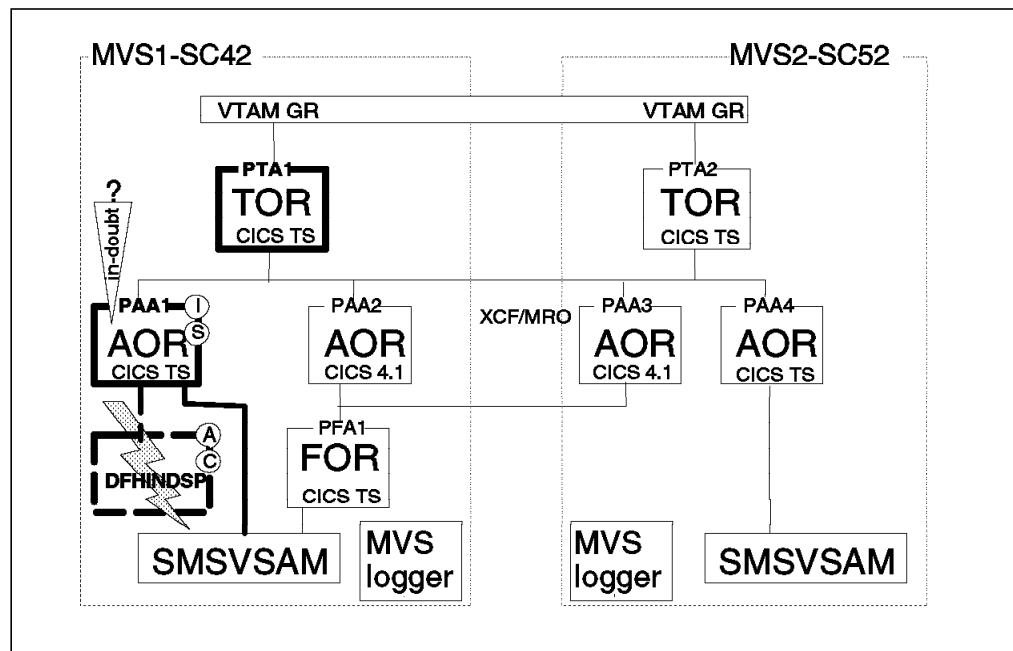 MVS1-SC42
MVS2-SC52
VTAM GR
VTAM GR
PTA1
TOR
CICS TS
PTA2
TOR
CICS TS
in-doubt ?
PAA1
I
S
AOR
CICS TS
PAA2
AOR
CICS 4.1
XCF/MRO
PAA3
AOR
CICS 4.1
PAA4
AOR
CICS TS
A
C
DFHINDSP
PFA1
FOR
CICS TS
SMSVSAM
MVS
logger
MVS
logger
SMSVSAM